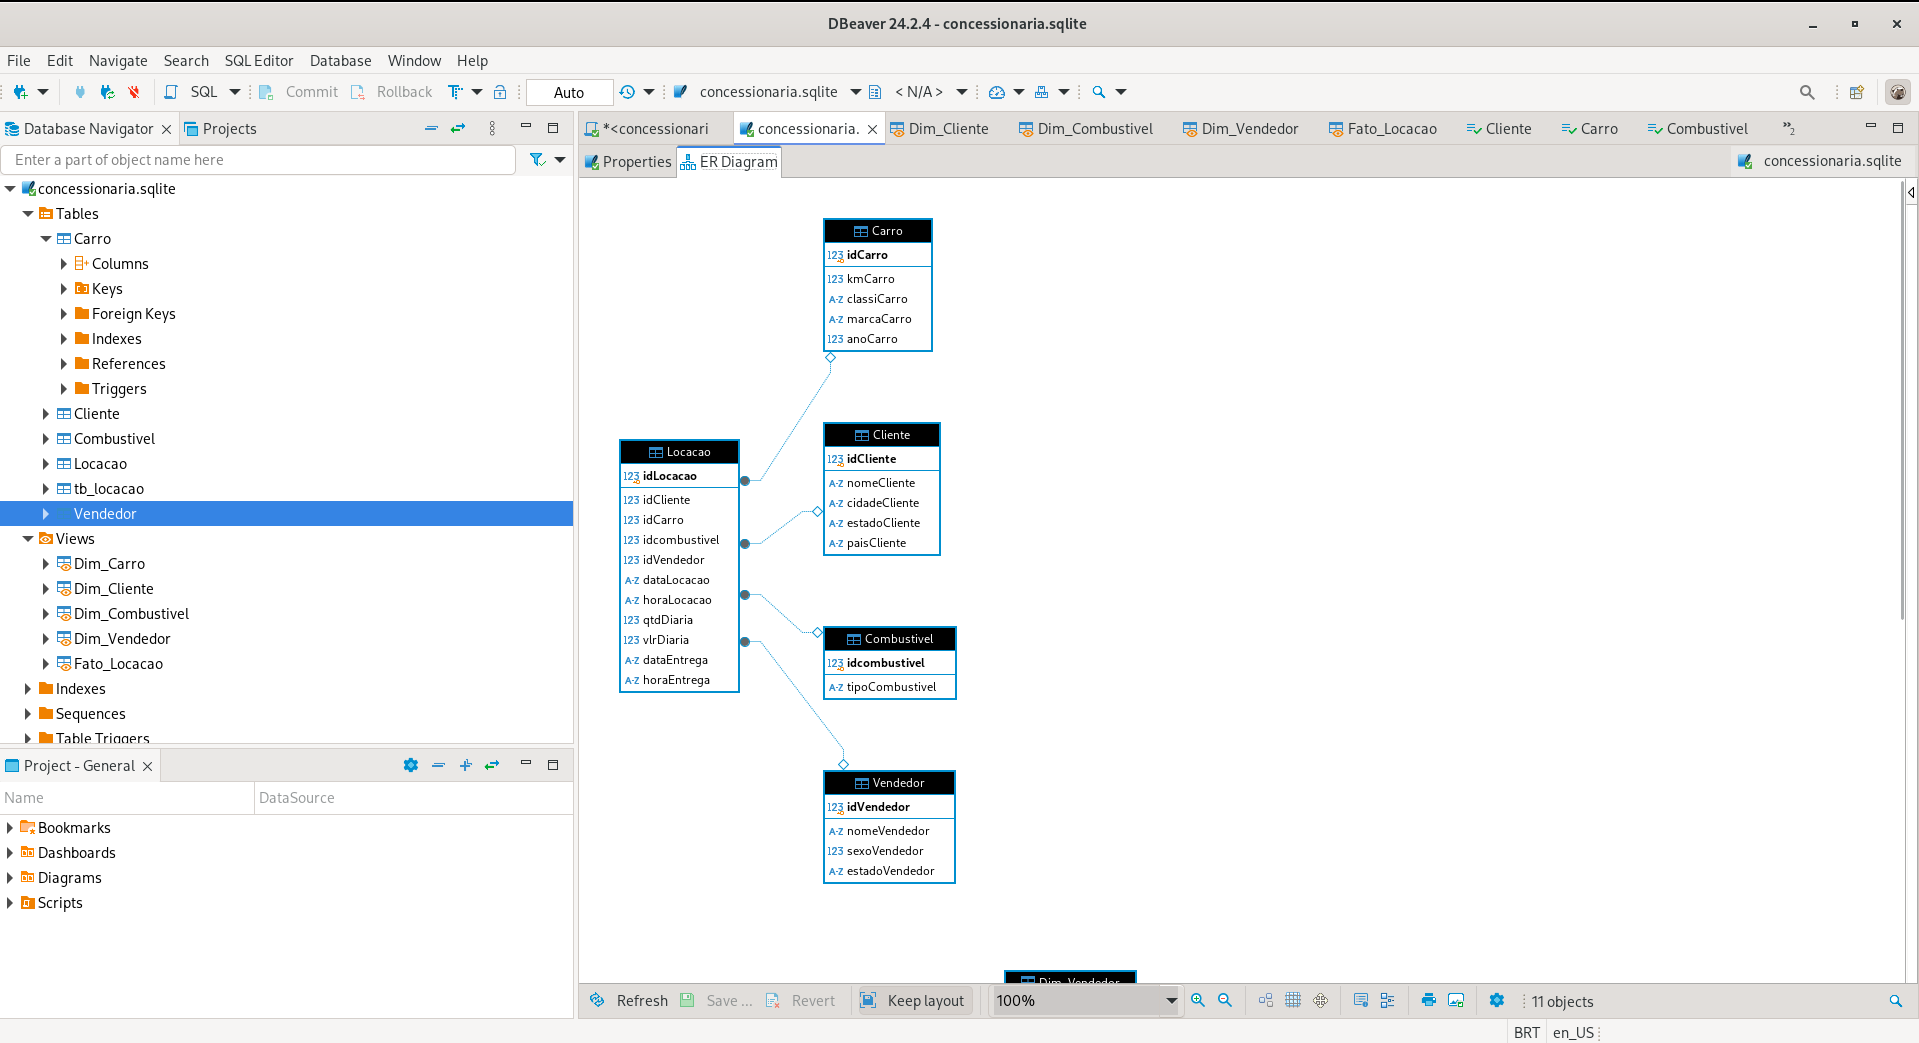 DBeaver 24.2.4 - concessionaria.sqlite
File Edit Navigate Search SQL Editor Database Window Help
SQL Commit Rollback Auto concessionaria.sqlite < N/A >
Database Navigator Projects
Enter a part of object name here
concessionaria.sqlite
Tables
Carro
Columns
Keys
Foreign Keys
Indexes
References
Triggers
Cliente
Combustivel
Locacao
tb_locacao
Vendedor
Views
Dim_Carro
Dim_Cliente
Dim_Combustivel
Dim_Vendedor
Fato_Locacao
Indexes
Sequences
Table Triggers
Project - General
Name DataSource
Bookmarks
Dashboards
Diagrams
Scripts
*<concessionari concessionaria. Dim_Cliente Dim_Combustivel Dim_Vendedor Fato_Locacao Cliente Carro Combustivel »2
Properties ER Diagram concessionaria.sqlite
Carro
123 idCarro
123 kmCarro
A-Z classiCarro
A-Z marcaCarro
123 anoCarro
Locacao
123 idLocacao
123 idCliente
123 idCarro
123 idcombustivel
123 idVendedor
A-Z dataLocacao
A-Z horaLocacao
123 qtdDiaria
123 vlrDiaria
A-Z dataEntrega
A-Z horaEntrega
Cliente
123 idCliente
A-Z nomeCliente
A-Z cidadeCliente
A-Z estadoCliente
A-Z paisCliente
Combustivel
123 idcombustivel
A-Z tipoCombustivel
Vendedor
123 idVendedor
A-Z nomeVendedor
123 sexoVendedor
A-Z estadoVendedor
Dim_Vendedor
Refresh Save ... Revert Keep layout 100% 11 objects
BRT en_US